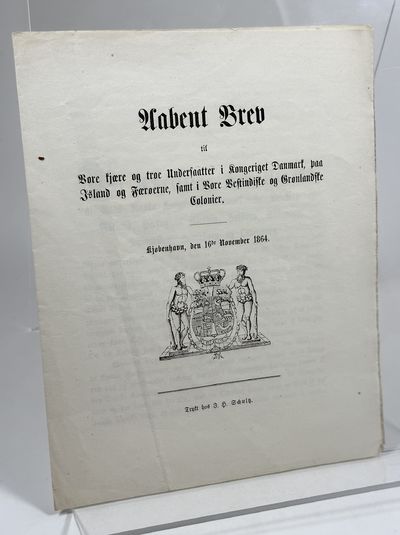 Aabent Brev
til
Vore kjære og troe Undersaatter i Kongeriget Danmark, paa
Island og Færøerne, samt i Vore Vestindiske og Grønlandske
Colonier.
Kjøbenhavn, den 16de November 1864.
Trykt hos J. H. Schultz.